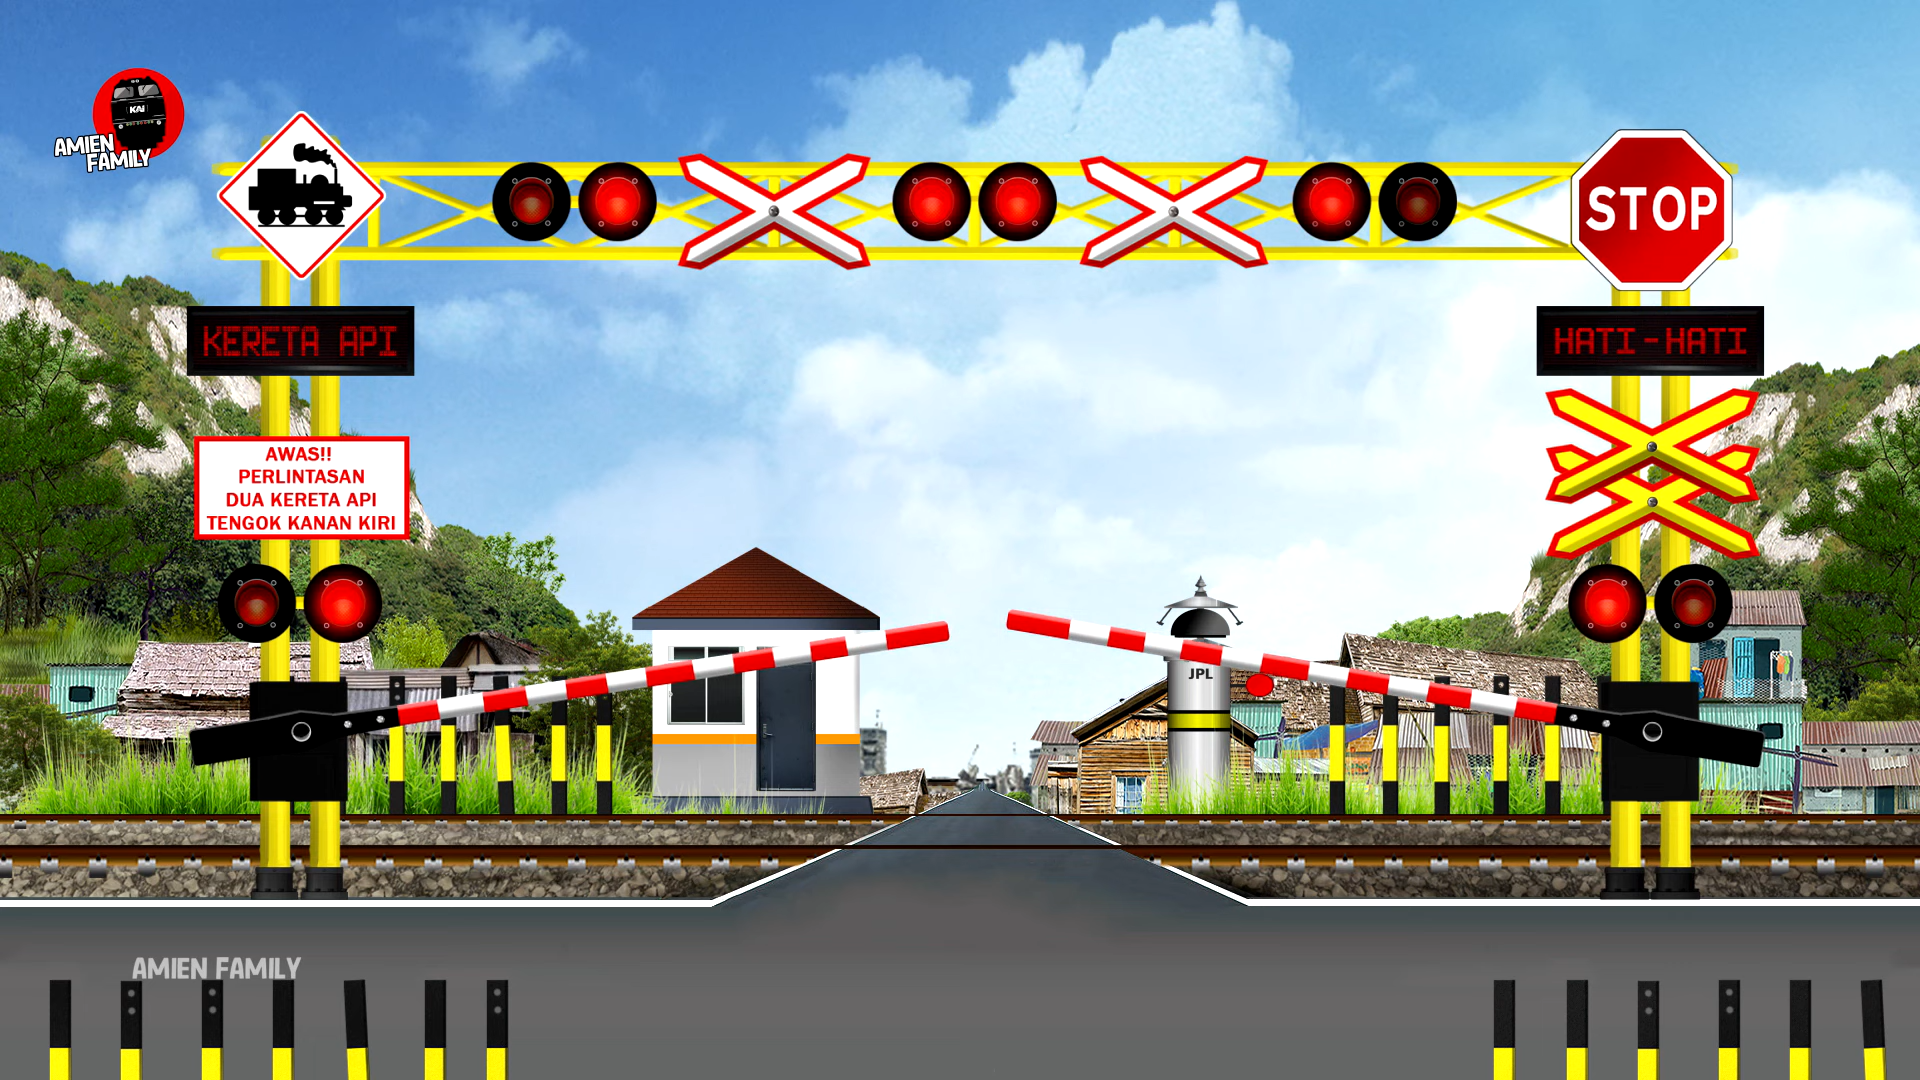 KAI
AMIEN
FAMILY
STOP
KERETA API
HATI-HATI
AWAS!!
PERLINTASAN
DUA KERETA API
TENGOK KANAN KIRI
JPL
AMIEN FAMILY